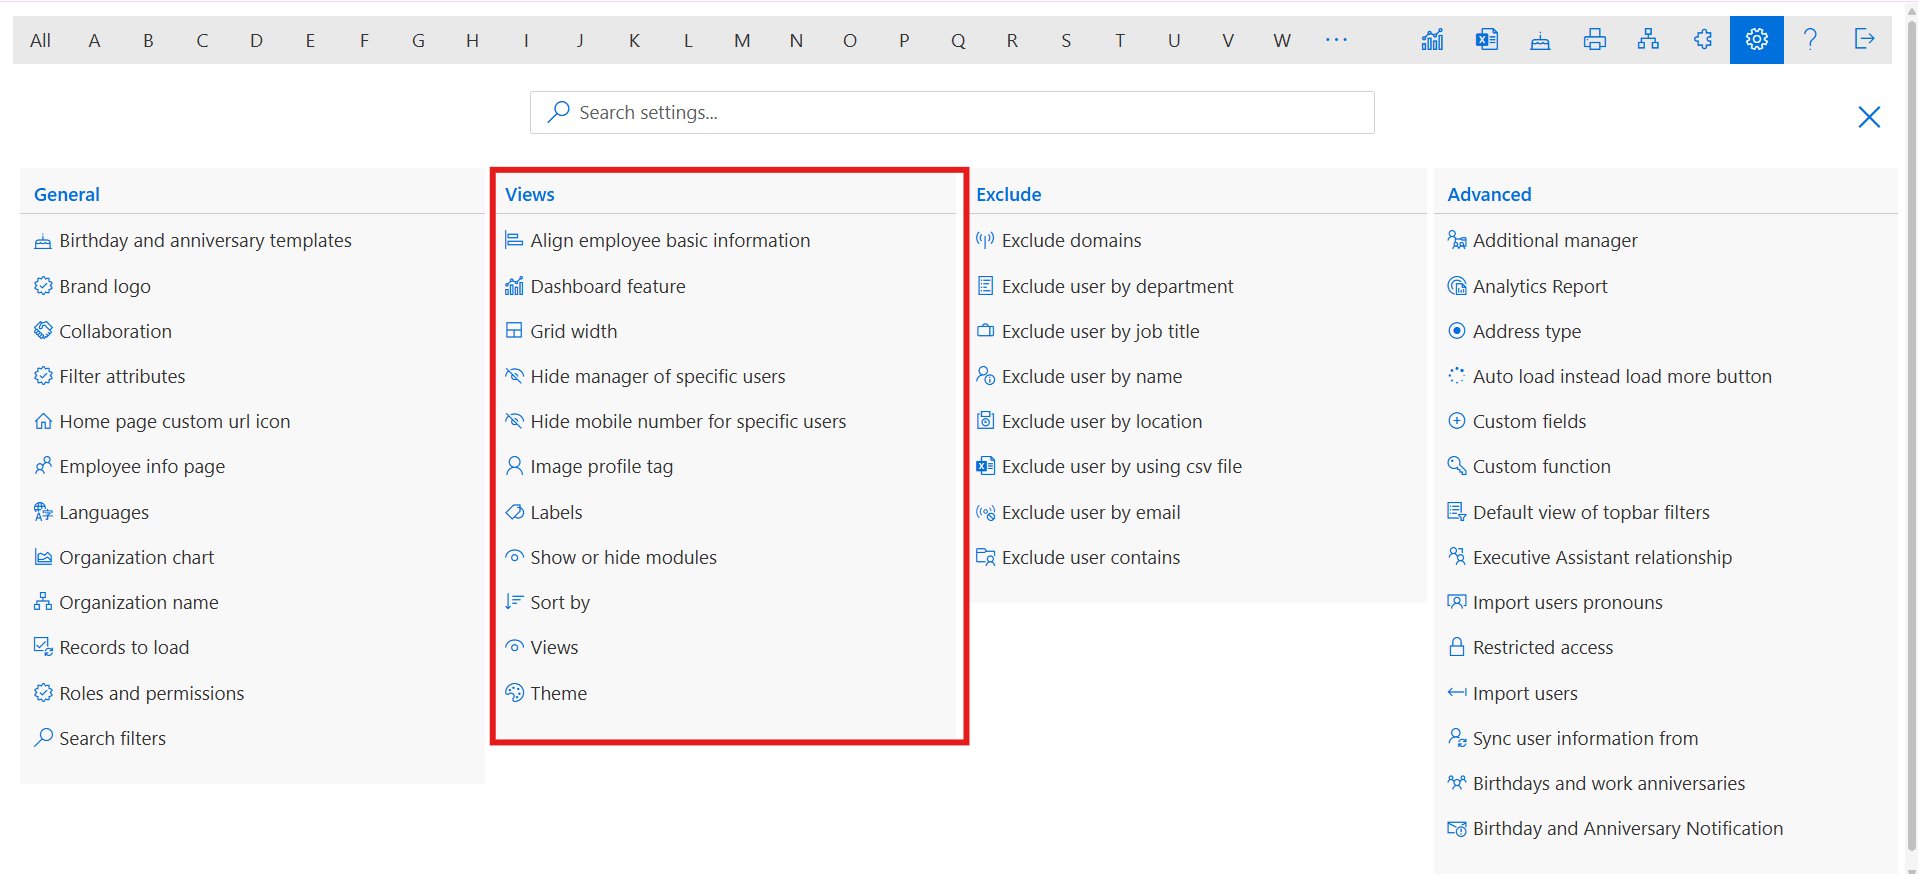 All A B C D E F G H I J K L M N O P Q R S T U V W ... ?
Search settings...
General
Birthday and anniversary templates
Brand logo
Collaboration
Filter attributes
Home page custom url icon
Employee info page
Languages
Organization chart
Organization name
Records to load
Roles and permissions
Search filters
Views
Align employee basic information
Dashboard feature
Grid width
Hide manager of specific users
Hide mobile number for specific users
Image profile tag
Labels
Show or hide modules
Sort by
Views
Theme
Exclude
Exclude domains
Exclude user by department
Exclude user by job title
Exclude user by name
Exclude user by location
Exclude user by using csv file
Exclude user by email
Exclude user contains
Advanced
Additional manager
Analytics Report
Address type
Auto load instead load more button
Custom fields
Custom function
Default view of topbar filters
Executive Assistant relationship
Import users pronouns
Restricted access
Import users
Sync user information from
Birthdays and work anniversaries
Birthday and Anniversary Notification